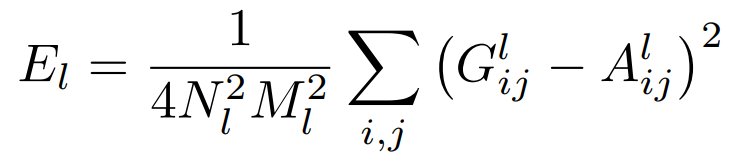 $E_l = \frac{1}{4N_l^2 M_l^2} \sum_{i,j} \left( G_{ij}^l - A_{ij}^l \right)^2$